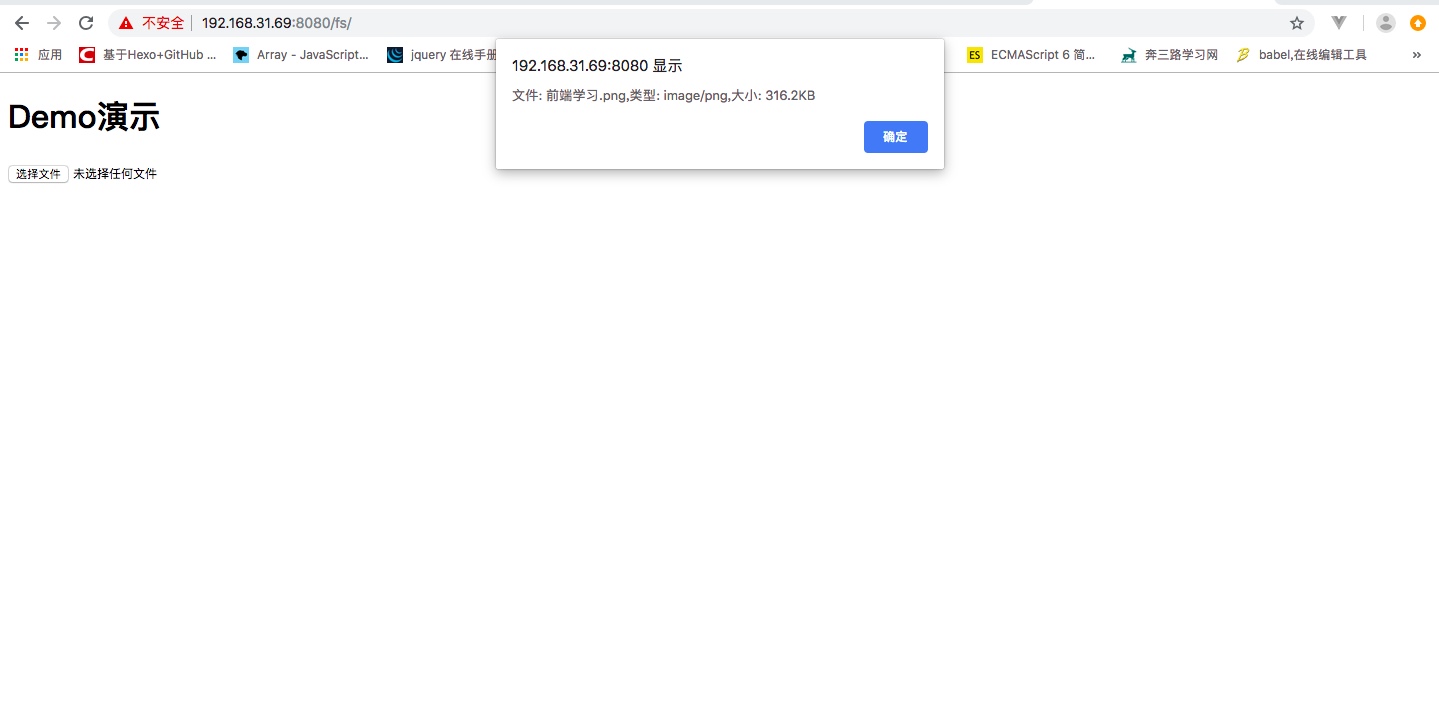 不安全 192.168.31.69:8080/fs/
应用 基于Hexo+GitHub ... Array - JavaScript... jquery 在线手册 ECMAScript 6 简... 奔三路学习网 babel,在线编辑工具 »
192.168.31.69:8080 显示
文件: 前端学习.png,类型: image/png,大小: 316.2KB
确定
Demo演示
选择文件 未选择任何文件